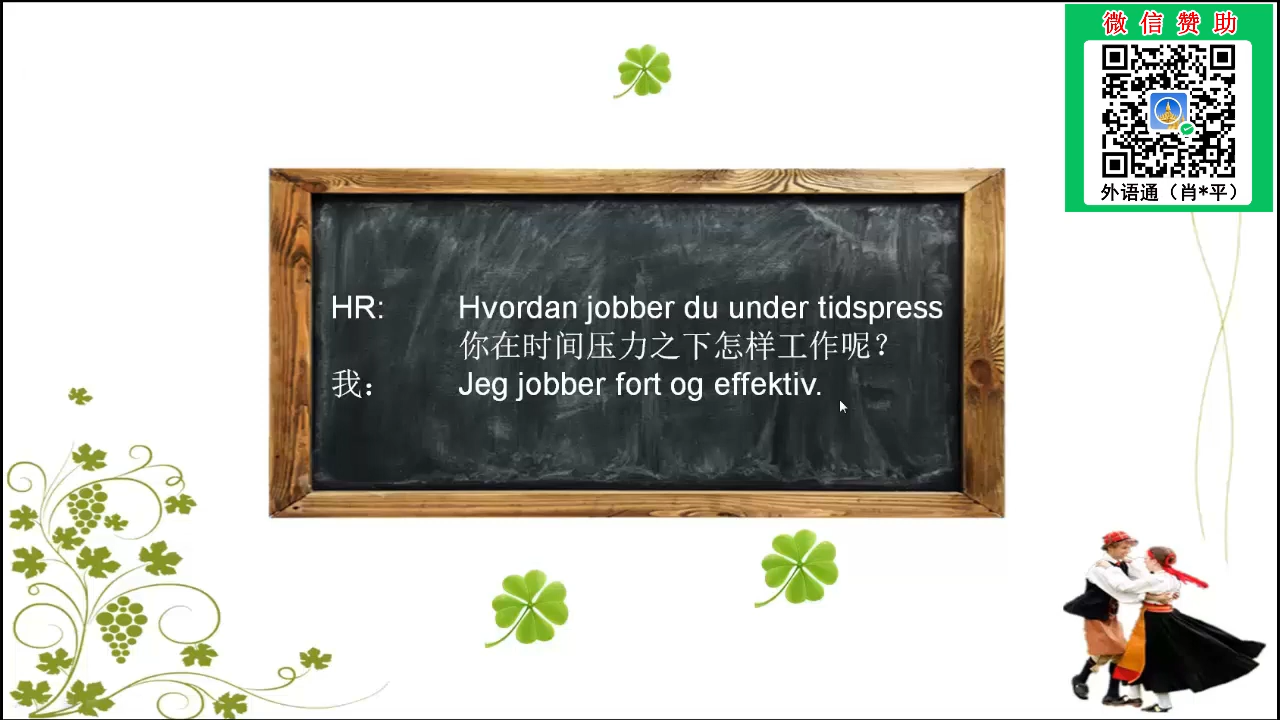 微信赞助
外语通（肖*平）
HR: Hvordan jobber du under tidspress
你在时间压力之下怎样工作呢？
我： Jeg jobber fort og effektiv.